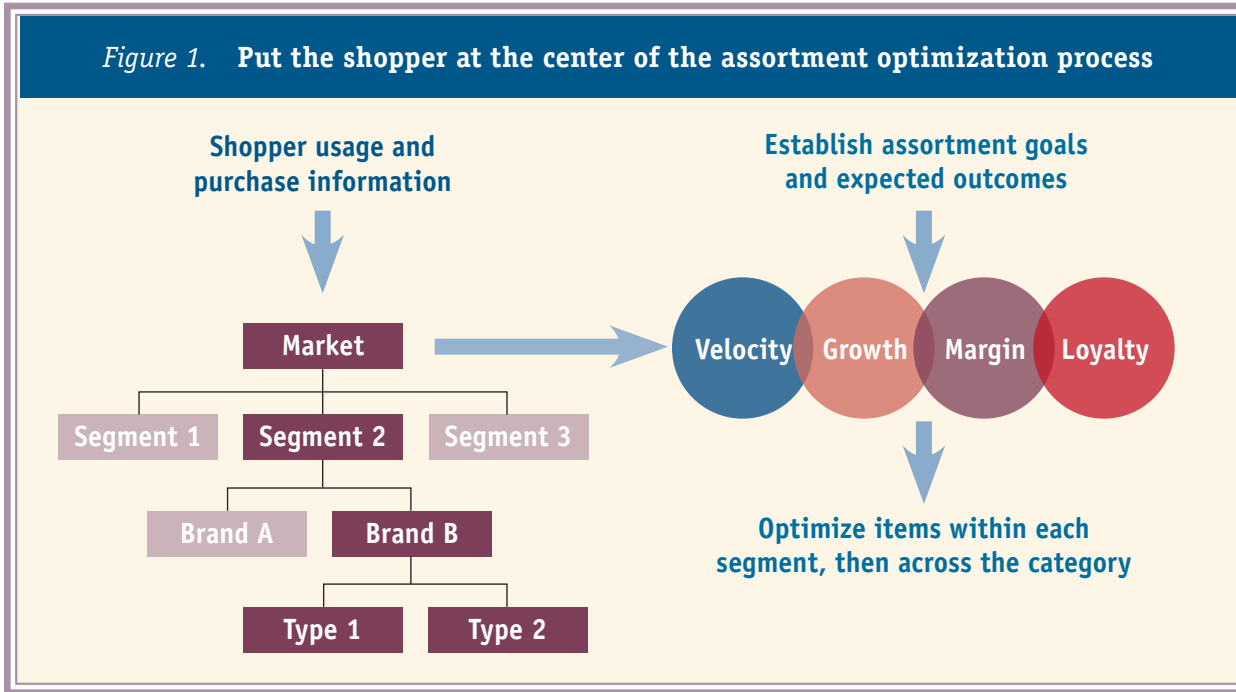 Figure 1. Put the shopper at the center of the assortment optimization process
Shopper usage and
purchase information
Market
Segment 1
Segment 2
Segment 3
Brand A
Brand B
Type 1
Type 2
Establish assortment goals
and expected outcomes
Velocity
Growth
Margin
Loyalty
Optimize items within each
segment, then across the category